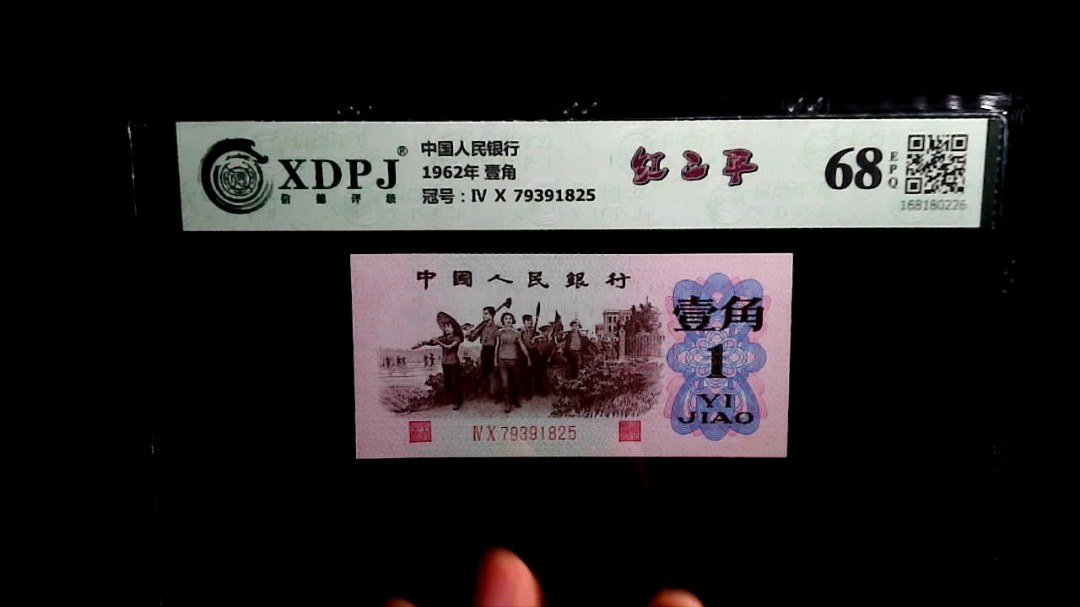 XDPJ®
信德评级
中国人民银行
1962年 壹角
冠号：Ⅳ X 79391825
红二平
68
EPQ
168180226
中國人民銀行
壹角
1
YI
JIAO
Ⅳ X 79391825